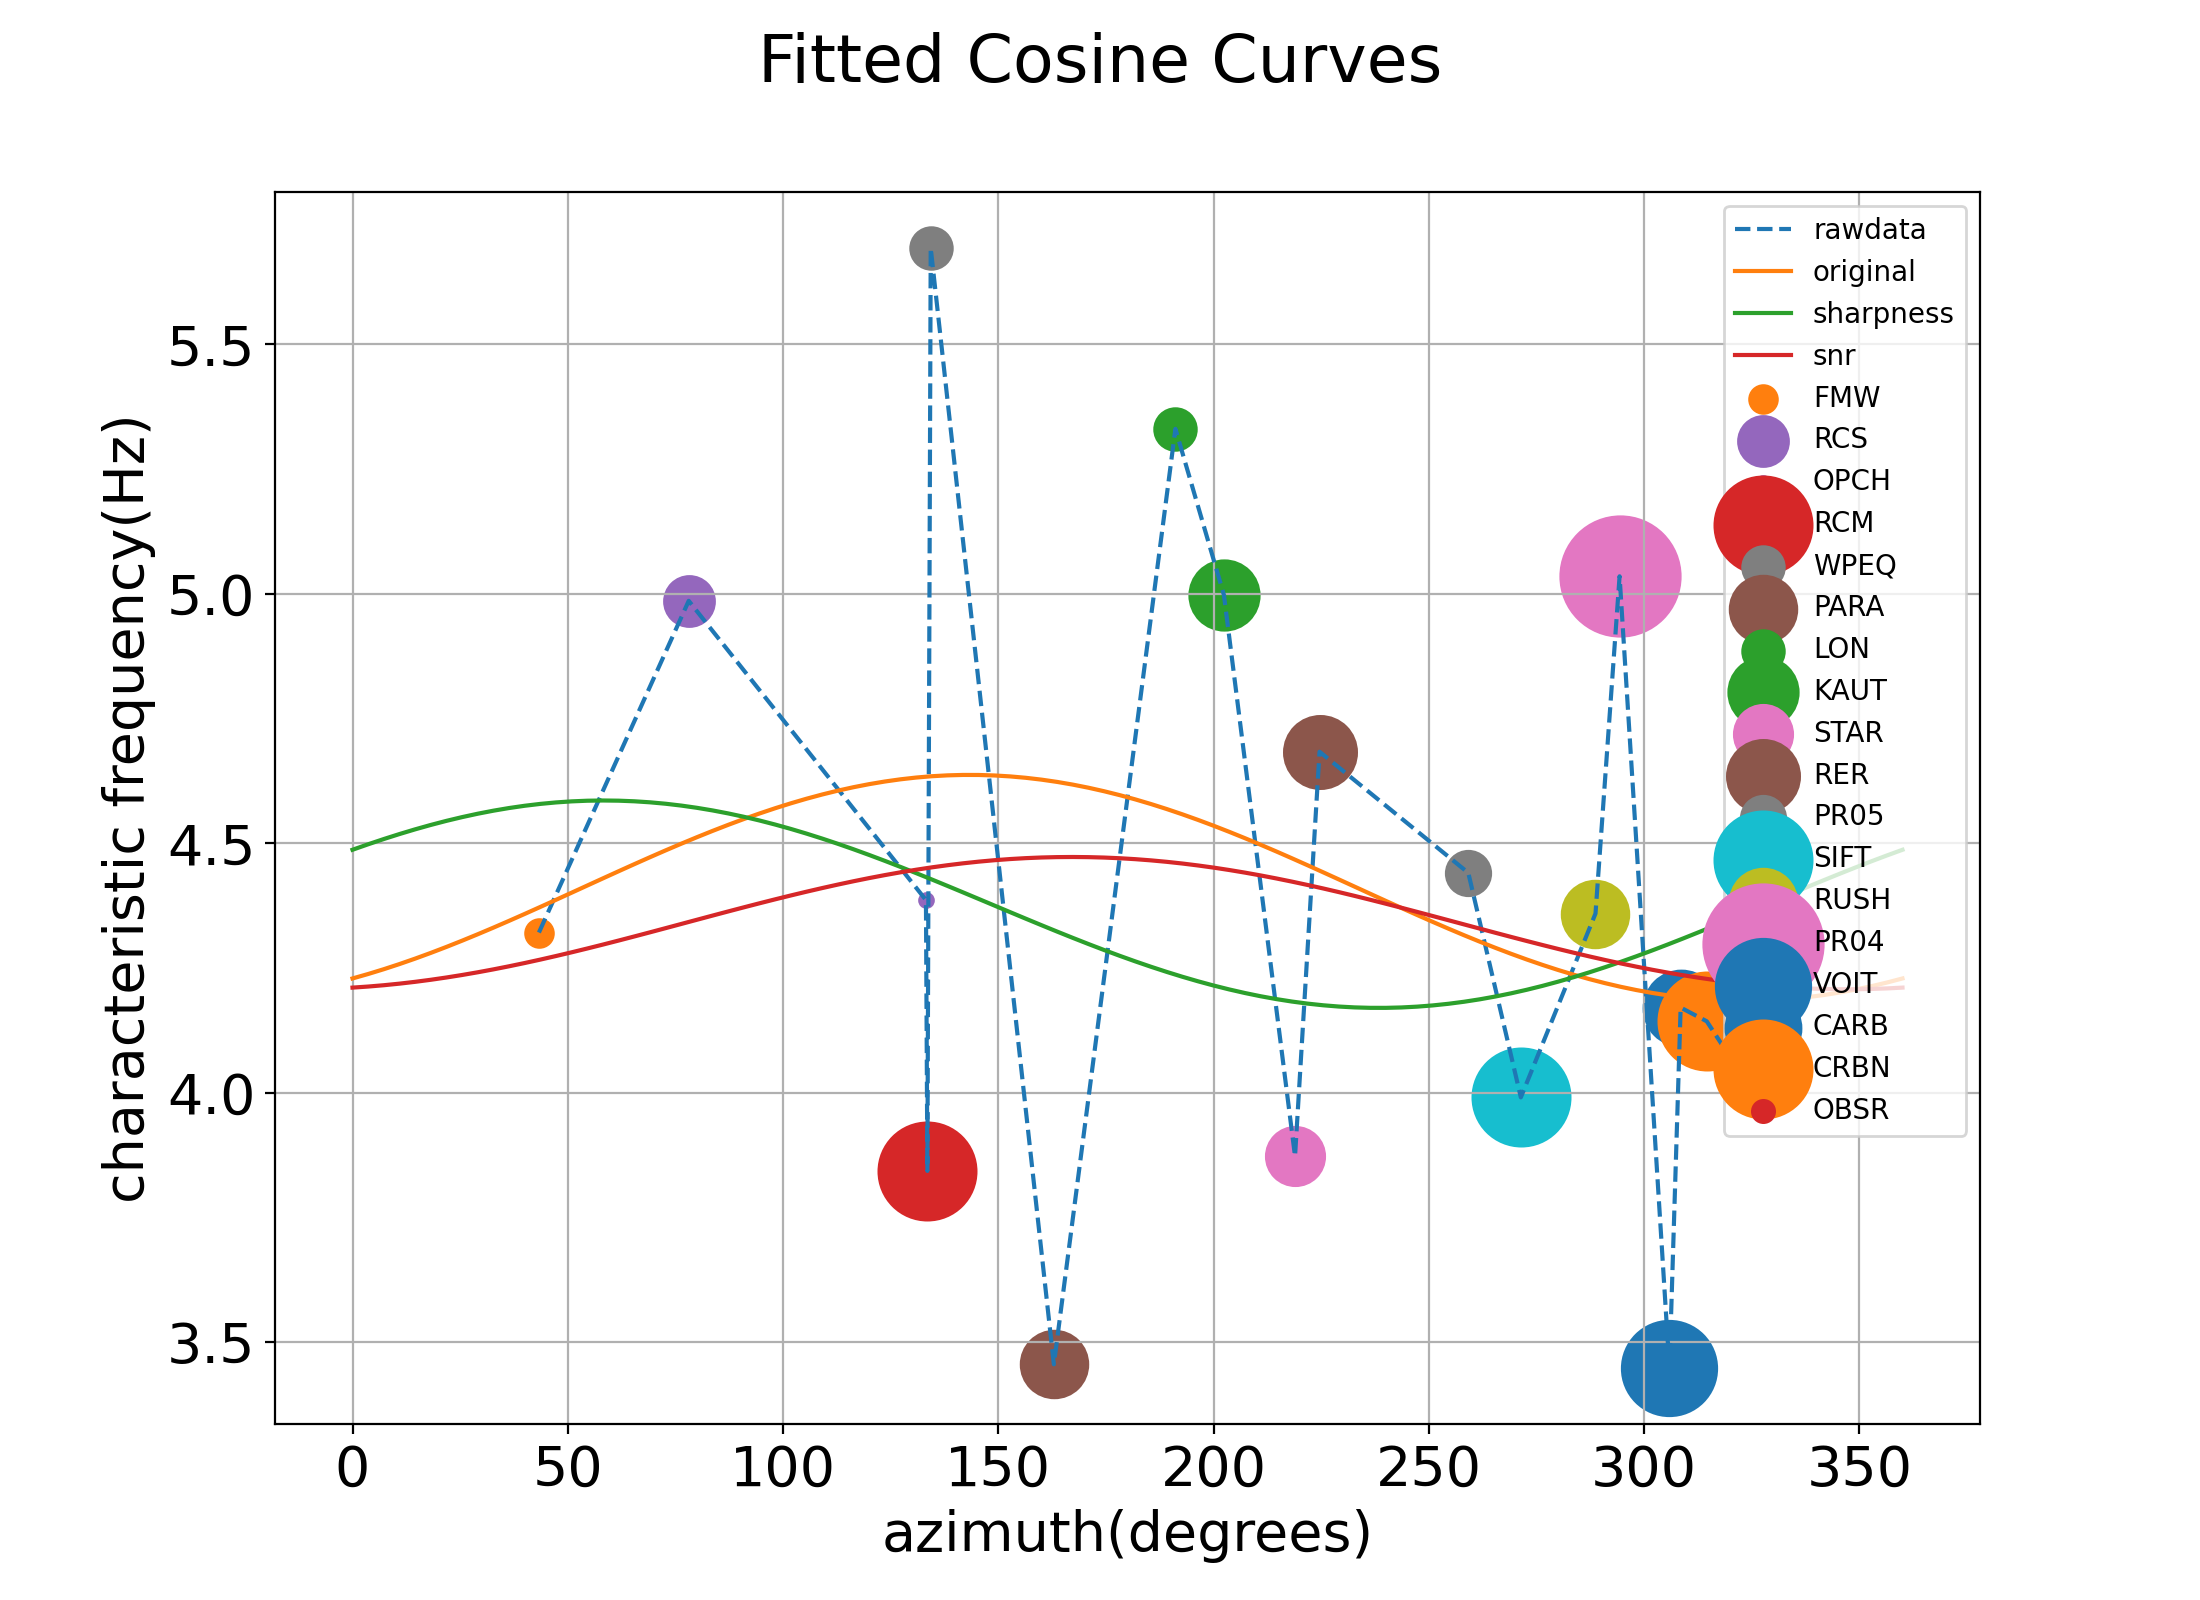 Fitted Cosine Curves
characteristic frequency(Hz)
5.5
5.0
4.5
4.0
3.5
rawdata
original
sharpness
snr
FMW
RCS
OPCH
RCM
WPEQ
PARA
LON
KAUT
STAR
RER
PR05
SIFT
RUSH
PR04
VOIT
CARB
CRBN
OBSR
0 50 100 150 200 250 300 350
azimuth(degrees)